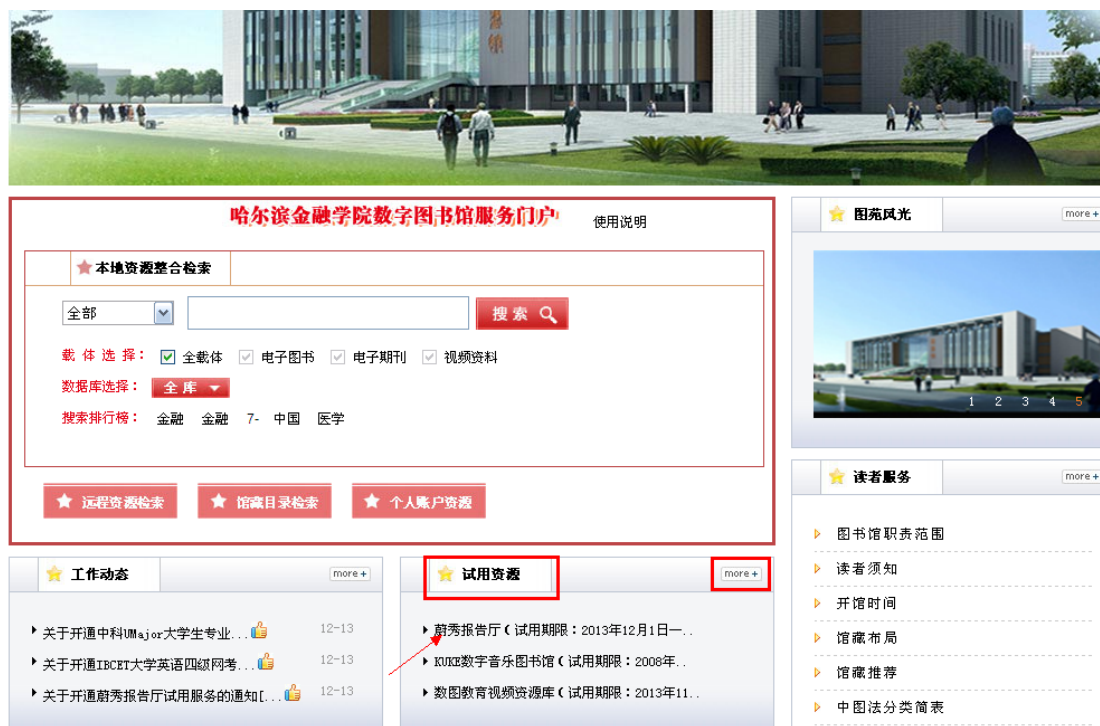 哈尔滨金融学院数字图书馆服务门户 使用说明
本地资源整合检索
全部 搜索
载体选择： 全载体 电子图书 电子期刊 视频资料
数据库选择： 全库
搜索排行榜： 金融 金融 7- 中国 医学
远程资源检索 馆藏目录检索 个人账户资源
工作动态 more+
关于开通中科UMajor大学生专业... 12-13
关于开通IBCET大学英语四级网考... 12-13
关于开通蔚秀报告厅试用服务的通知[... 12-13
试用资源 more+
蔚秀报告厅（试用期限：2013年12月1日—..
KUKE数字音乐图书馆（试用期限：2008年..
数图教育视频资源库（试用期限：2013年11..
图苑风光 more+
1 2 3 4 5
读者服务 more+
图书馆职责范围
读者须知
开馆时间
馆藏布局
馆藏推荐
中图法分类简表